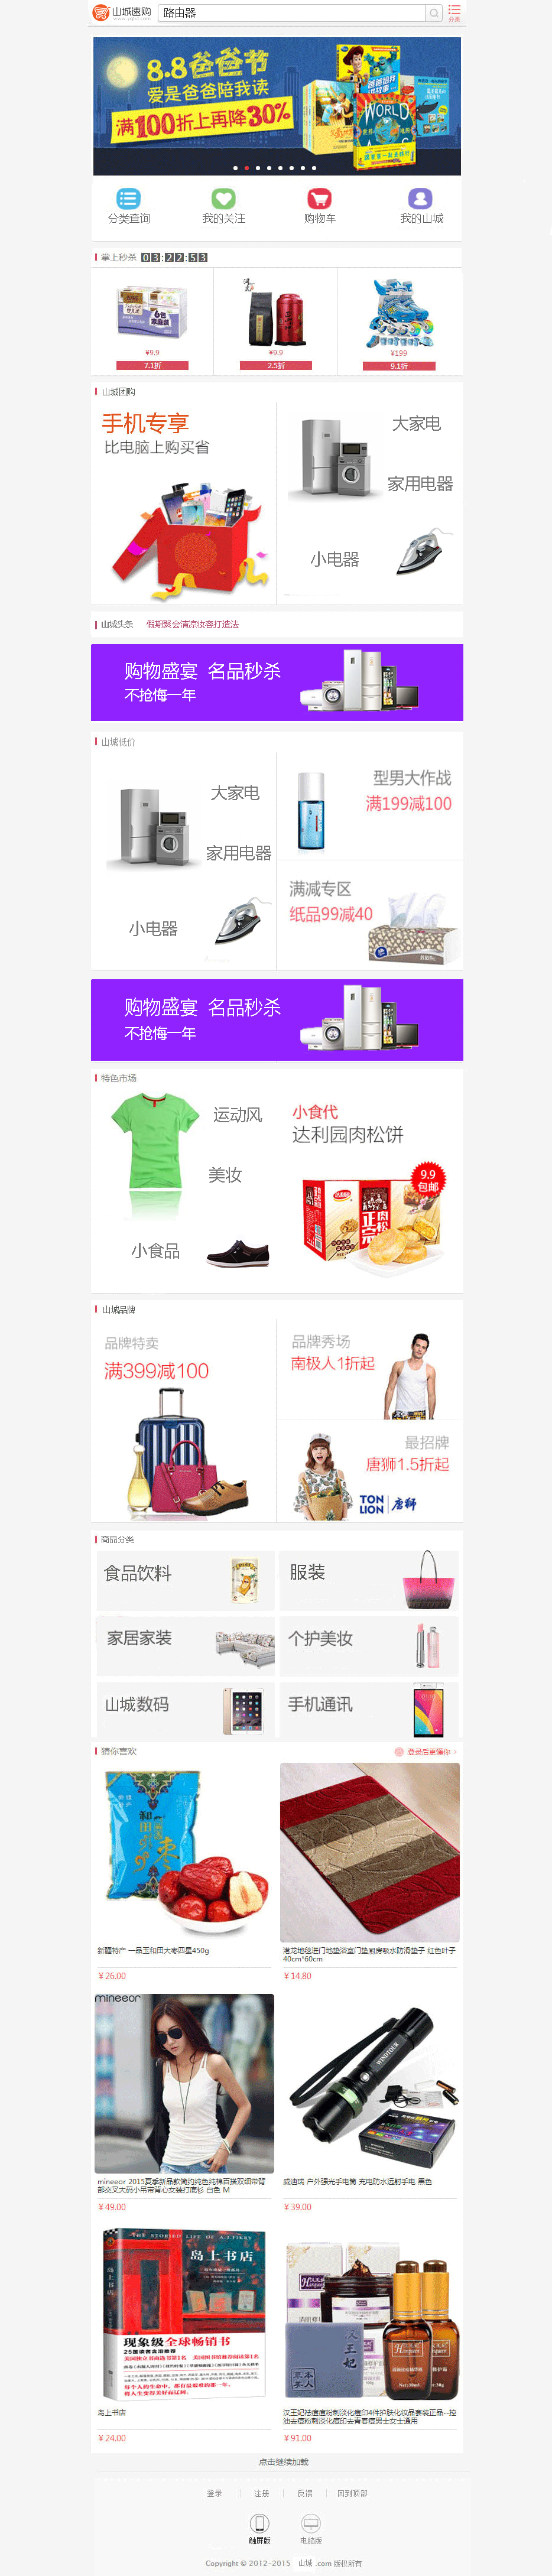 山城速购
路由器
分类
8.8爸爸节
爱是爸爸陪我读
满100折上再降30%
WORLD
分类查询
我的关注
购物车
我的山城
掌上秒杀 03:22:53
¥9.9
7.1折
¥9.9
2.5折
¥199
9.1折
山城团购
手机专享
比电脑上购买省
大家电
家用电器
小电器
山城头条 假期聚会清凉妆容打造法
购物盛宴 名品秒杀
不抢悔一年
山城低价
大家电
家用电器
小电器
型男大作战
满199减100
满减专区
纸品99减40
购物盛宴 名品秒杀
不抢悔一年
特色市场
运动风
美妆
小食品
小食代
达利园肉松饼
9.9
包邮
山城品牌
品牌特卖
满399减100
品牌秀场
南极人1折起
最招牌
唐狮1.5折起
TON
LION 唐狮
商品分类
食品饮料
服装
家居家装
个护美妆
山城数码
手机通讯
猜你喜欢
登录后更懂你 >
新疆特产 一品玉和田大枣四星450g
¥26.00
湛龙地毯进门地垫浴室门垫厨房吸水防滑垫子 红色叶子
40cm*60cm
¥14.80
mineeor
mineeor 2015夏季新品款简约纯色纯棉百搭双细带背
部交叉大码小吊带背心女装打底衫 白色 M
¥49.00
威迪瑞 户外强光手电筒 充电防水远射手电 黑色
¥39.00
岛上书店
现象级全球畅销书
岛上书店
¥24.00
汉王妃
汉王妃祛痘痘粉刺淡化痘印4件护肤化妆品套装正品--控
油去痘粉刺淡化痘印去青春痘男士女士通用
¥91.00
点击继续加载
登录 | 注册 | 反馈 | 回到顶部
触屏版
电脑版
Copyright © 2012-2015 山城 .com 版权所有